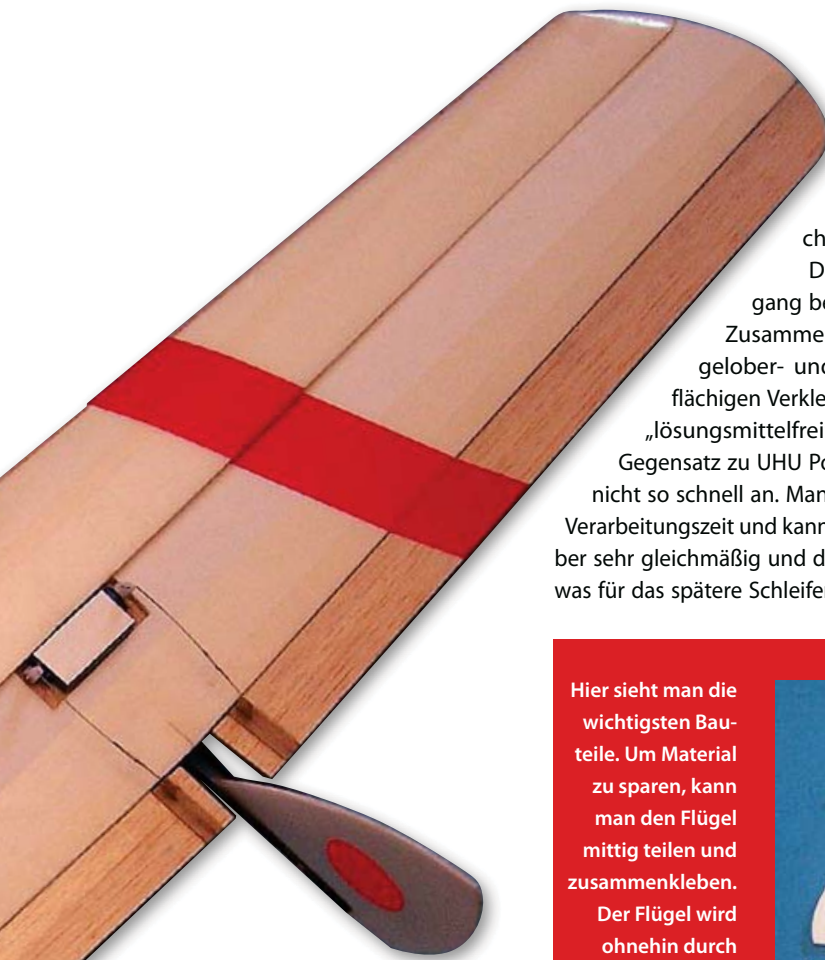 ch
D
gang be
Zusamme
gelober- und
flächigen Verkle
„lösungsmittelfrei
Gegensatz zu UHU Po
nicht so schnell an. Man
Verarbeitungszeit und kann
ber sehr gleichmäßig und d
was für das spätere Schleife
Hier sieht man die
wichtigsten Bau-
teile. Um Material
zu sparen, kann
man den Flügel
mittig teilen und
zusammenkleben.
Der Flügel wird
ohnehin durch